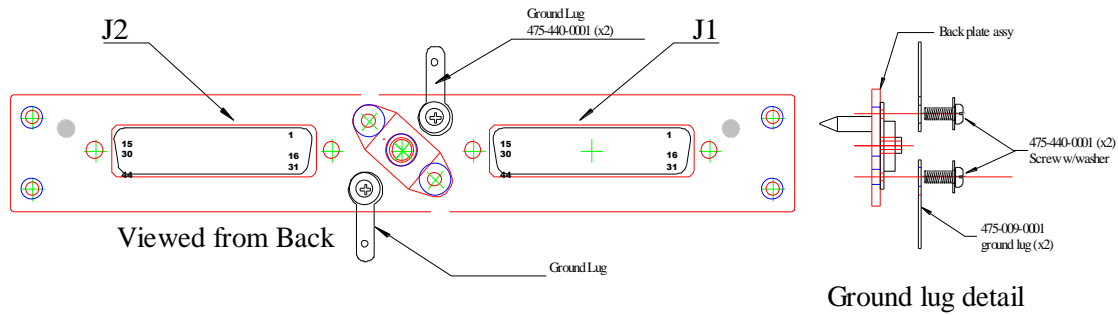 Ground Lug
475-440-0001 (x2)
J2
J1
Back plate assy
1
15
30
16
31
44
1
15
30
16
31
44
475-440-0001 (x2)
Screw w/washer
Viewed from Back
475-009-0001
ground lug (x2)
Ground Lug
Ground lug detail